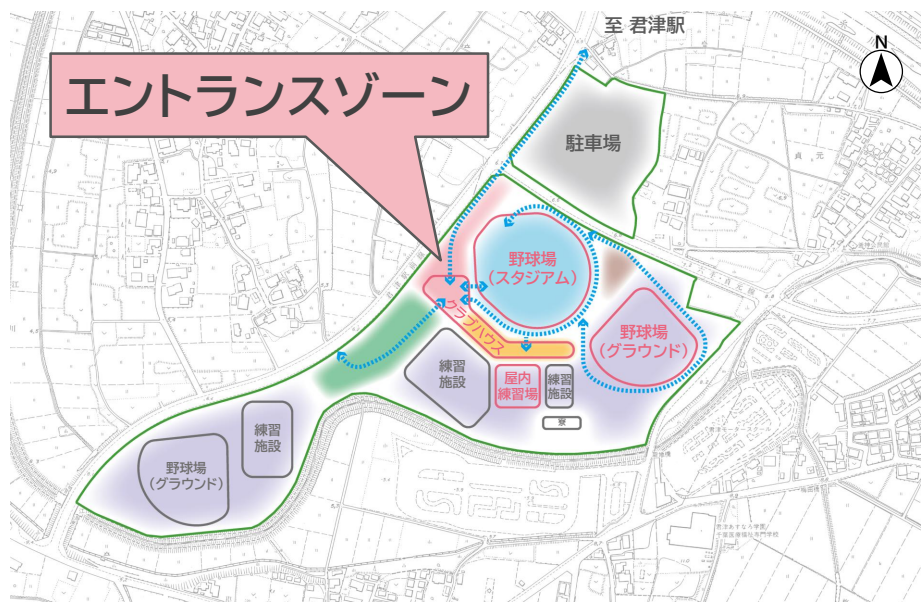 至 君津駅
N
エントランスゾーン
駐車場
貞元
野球場
(スタジアム)
クラブハウス
野球場
(グラウンド)
練習
施設
屋内
練習場
練習
施設
寮
練習
施設
野球場
(グラウンド)